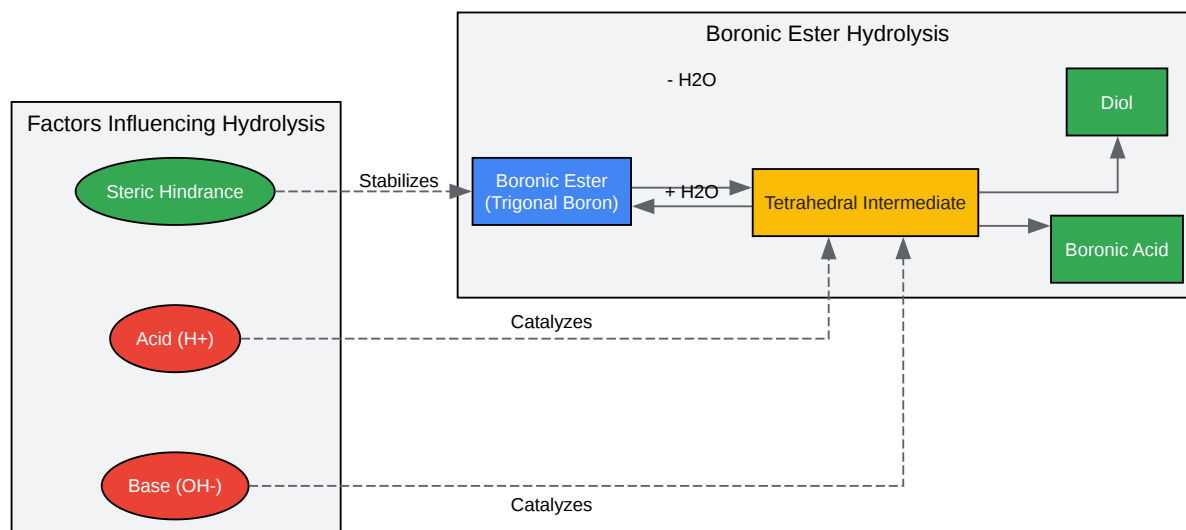 Boronic Ester Hydrolysis
- H2O
Diol
Factors Influencing Hydrolysis
Steric Hindrance
Stabilizes
Boronic Ester
(Trigonal Boron)
+ H2O
Tetrahedral Intermediate
Boronic Acid
Acid (H+)
Catalyzes
Base (OH-)
Catalyzes